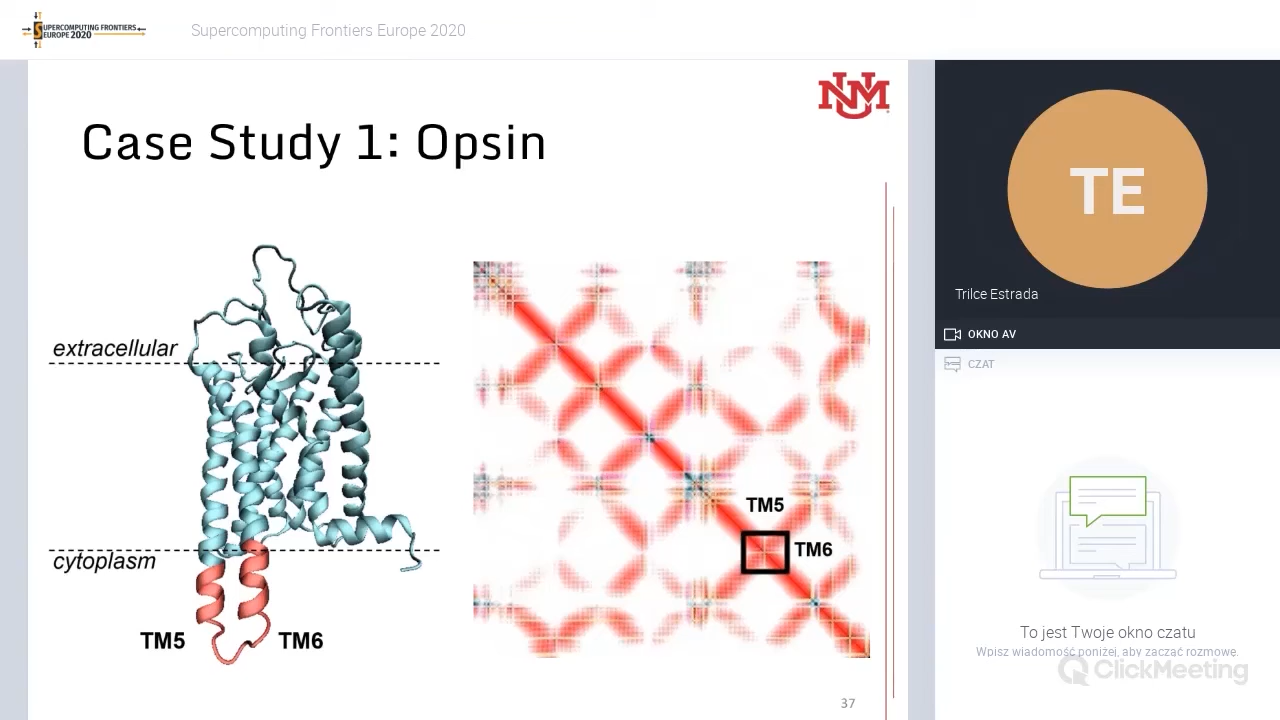 SUPERCOMPUTING FRONTIERS
EUROPE 2020
Supercomputing Frontiers Europe 2020
UNM
Case Study 1: Opsin
extracellular
cytoplasm
TM5
TM6
TM5
TM6
37
TE
Trilce Estrada
OKNO AV
CZAT
To jest Twoje okno czatu
Wpisz wiadomość poniżej, aby zacząć rozmowę.
ClickMeeting